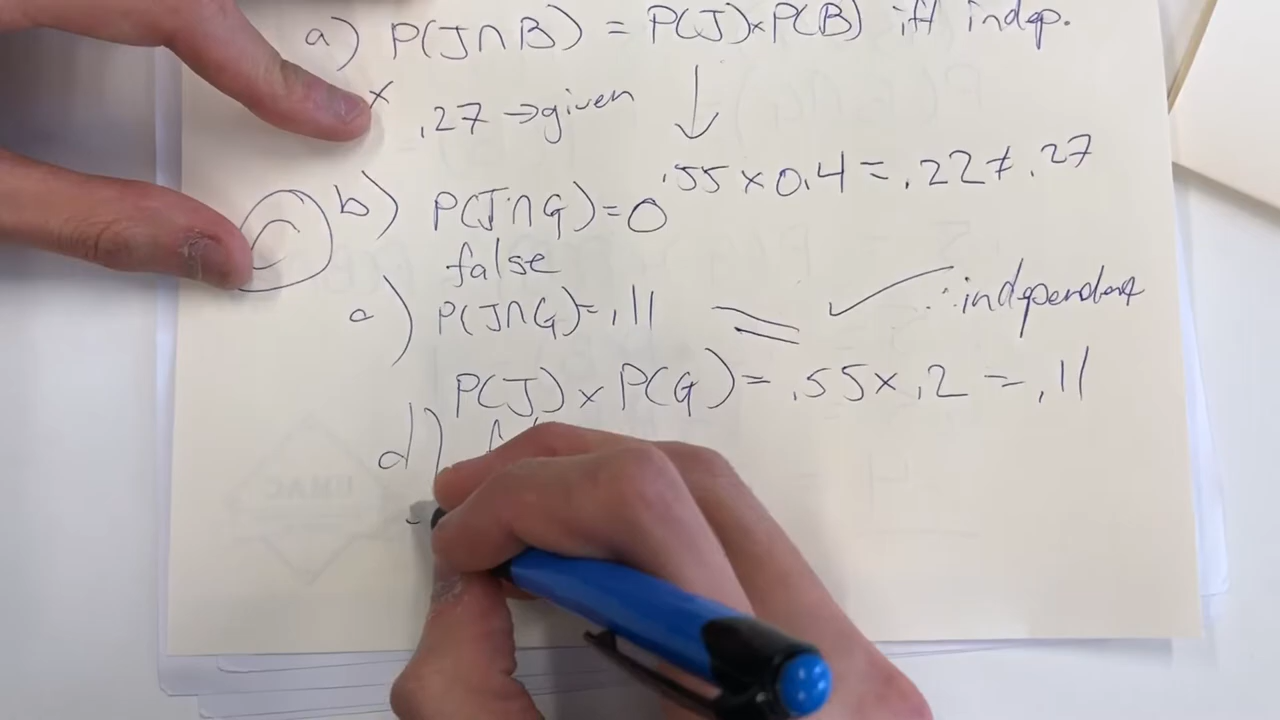 a) P(J∩B) = P(J)×P(B) iff indep.
× .27 → given ↓
.55 × 0.4 = .22 ≠ .27
C b) P(J∩G) = 0
false
c) P(J∩G) = .11 = ✓ ∴ independent
P(J) × P(G) = .55 × .2 = .11
d)